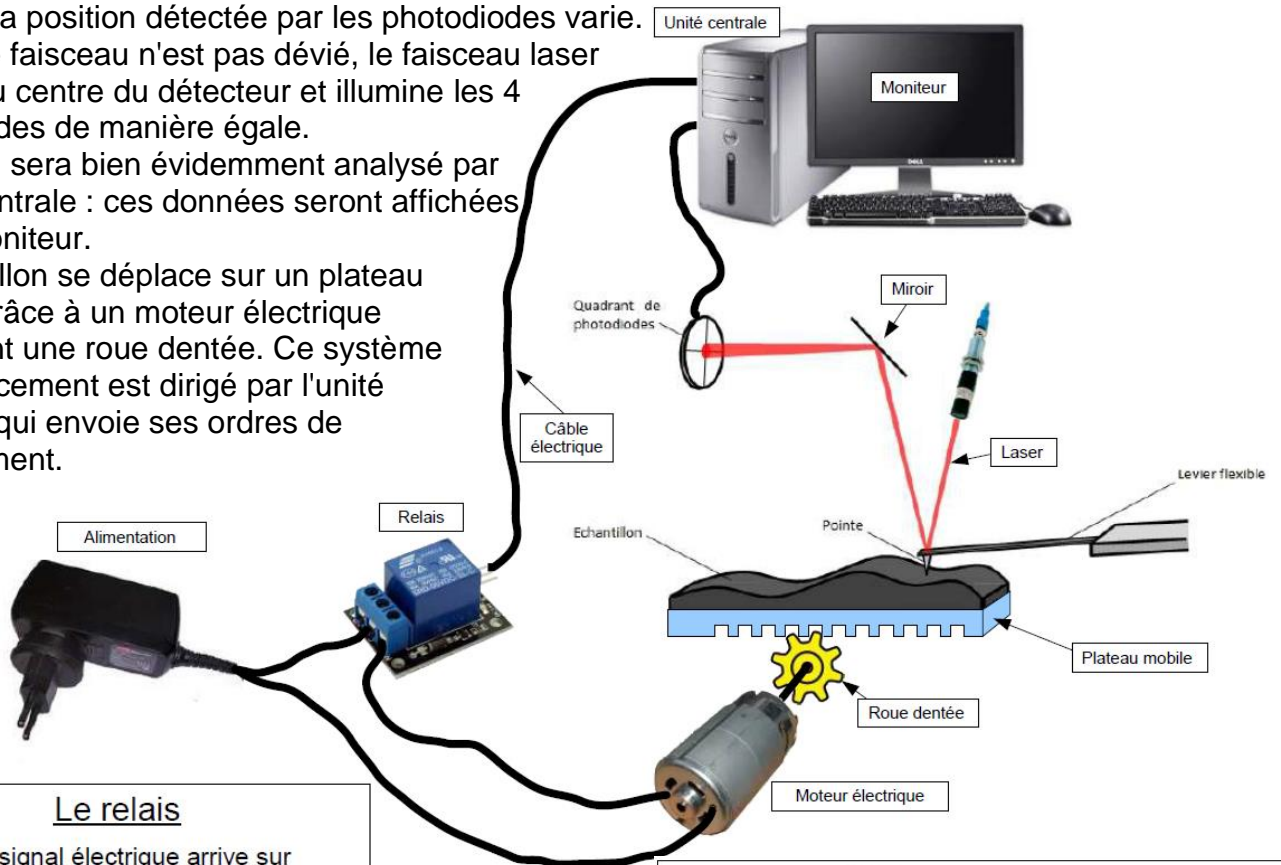 a position détectée par les photodiodes varie.
faisceau n'est pas dévié, le faisceau laser
u centre du détecteur et illumine les 4
des de manière égale.
sera bien évidemment analysé par
ntrale : ces données seront affichées
oniteur.
illon se déplace sur un plateau
râce à un moteur électrique
nt une roue dentée. Ce système
cement est dirigé par l'unité
qui envoie ses ordres de
ment.
Unité centrale
Moniteur
DELL
Miroir
Quadrant de
photodiodes
Câble
électrique
Laser
Levier flexible
Relais
Alimentation
Echantillon
Pointe
Plateau mobile
Roue dentée
Moteur électrique
Le relais
signal électrique arrive sur